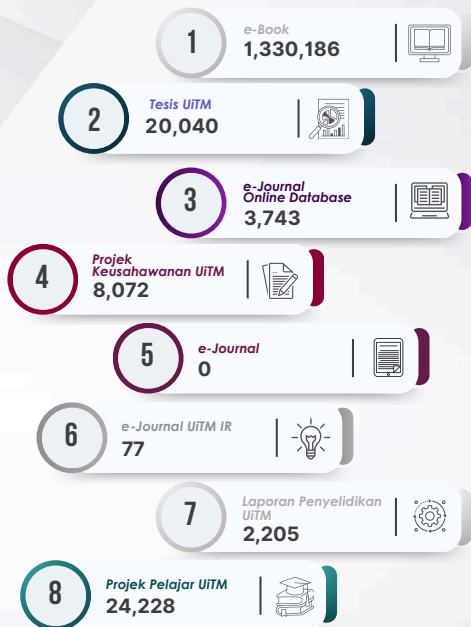 1
e-Book
1,330,186
2
Tesis UiTM
20,040
3
e-Journal
Online Database
3,743
4
Projek
Keusahawanan UiTM
8,072
5
e-Journal
0
6
e-Journal UiTM IR
77
7
Laporan Penyelidikan
UiTM
2,205
8
Projek Pelajar UiTM
24,228